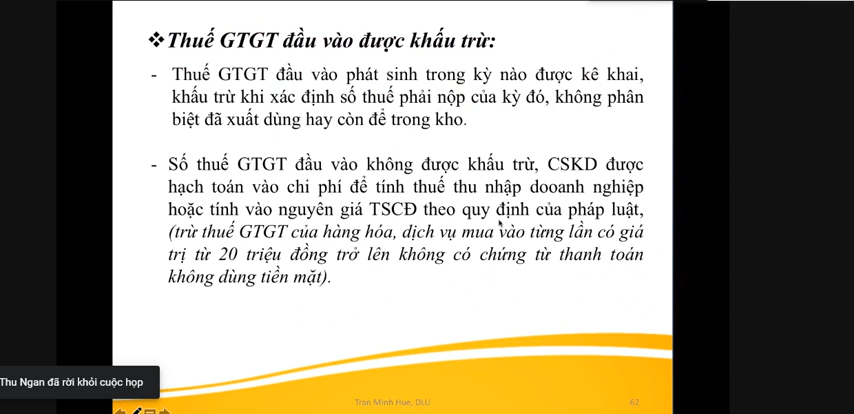 ❖Thuế GTGT đầu vào được khấu trừ:
- Thuế GTGT đầu vào phát sinh trong kỳ nào được kê khai,
khấu trừ khi xác định số thuế phải nộp của kỳ đó, không phân
biệt đã xuất dùng hay còn để trong kho.
- Số thuế GTGT đầu vào không được khấu trừ, CSKD được
hạch toán vào chi phí để tính thuế thu nhập dooanh nghiệp
hoặc tính vào nguyên giá TSCĐ theo quy định của pháp luật,
(trừ thuế GTGT của hàng hóa, dịch vụ mua vào từng lần có giá
trị từ 20 triệu đồng trở lên không có chứng từ thanh toán
không dùng tiền mặt).
Thu Ngan đã rời khỏi cuộc họp
Tran Minh Hue, DLU
62